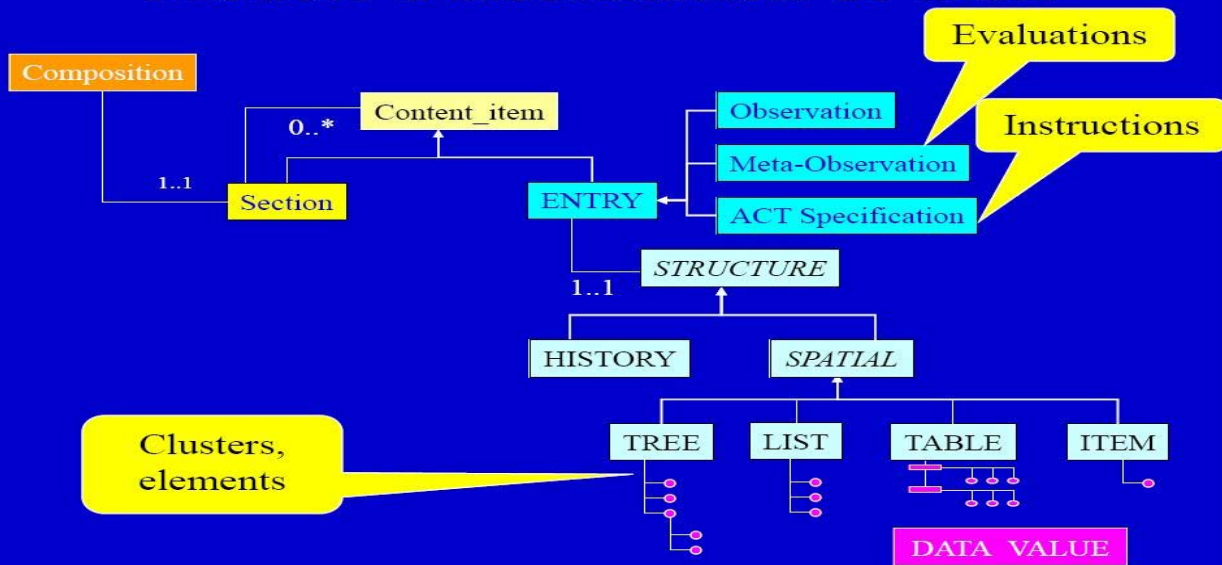 Evaluations
Composition
Content_item
Observation
0..*
Instructions
Meta-Observation
1..1
Section
ENTRY
ACT Specification
STRUCTURE
1..1
HISTORY
SPATIAL
Clusters,
elements
TREE
LIST
TABLE
ITEM
DATA VALUE